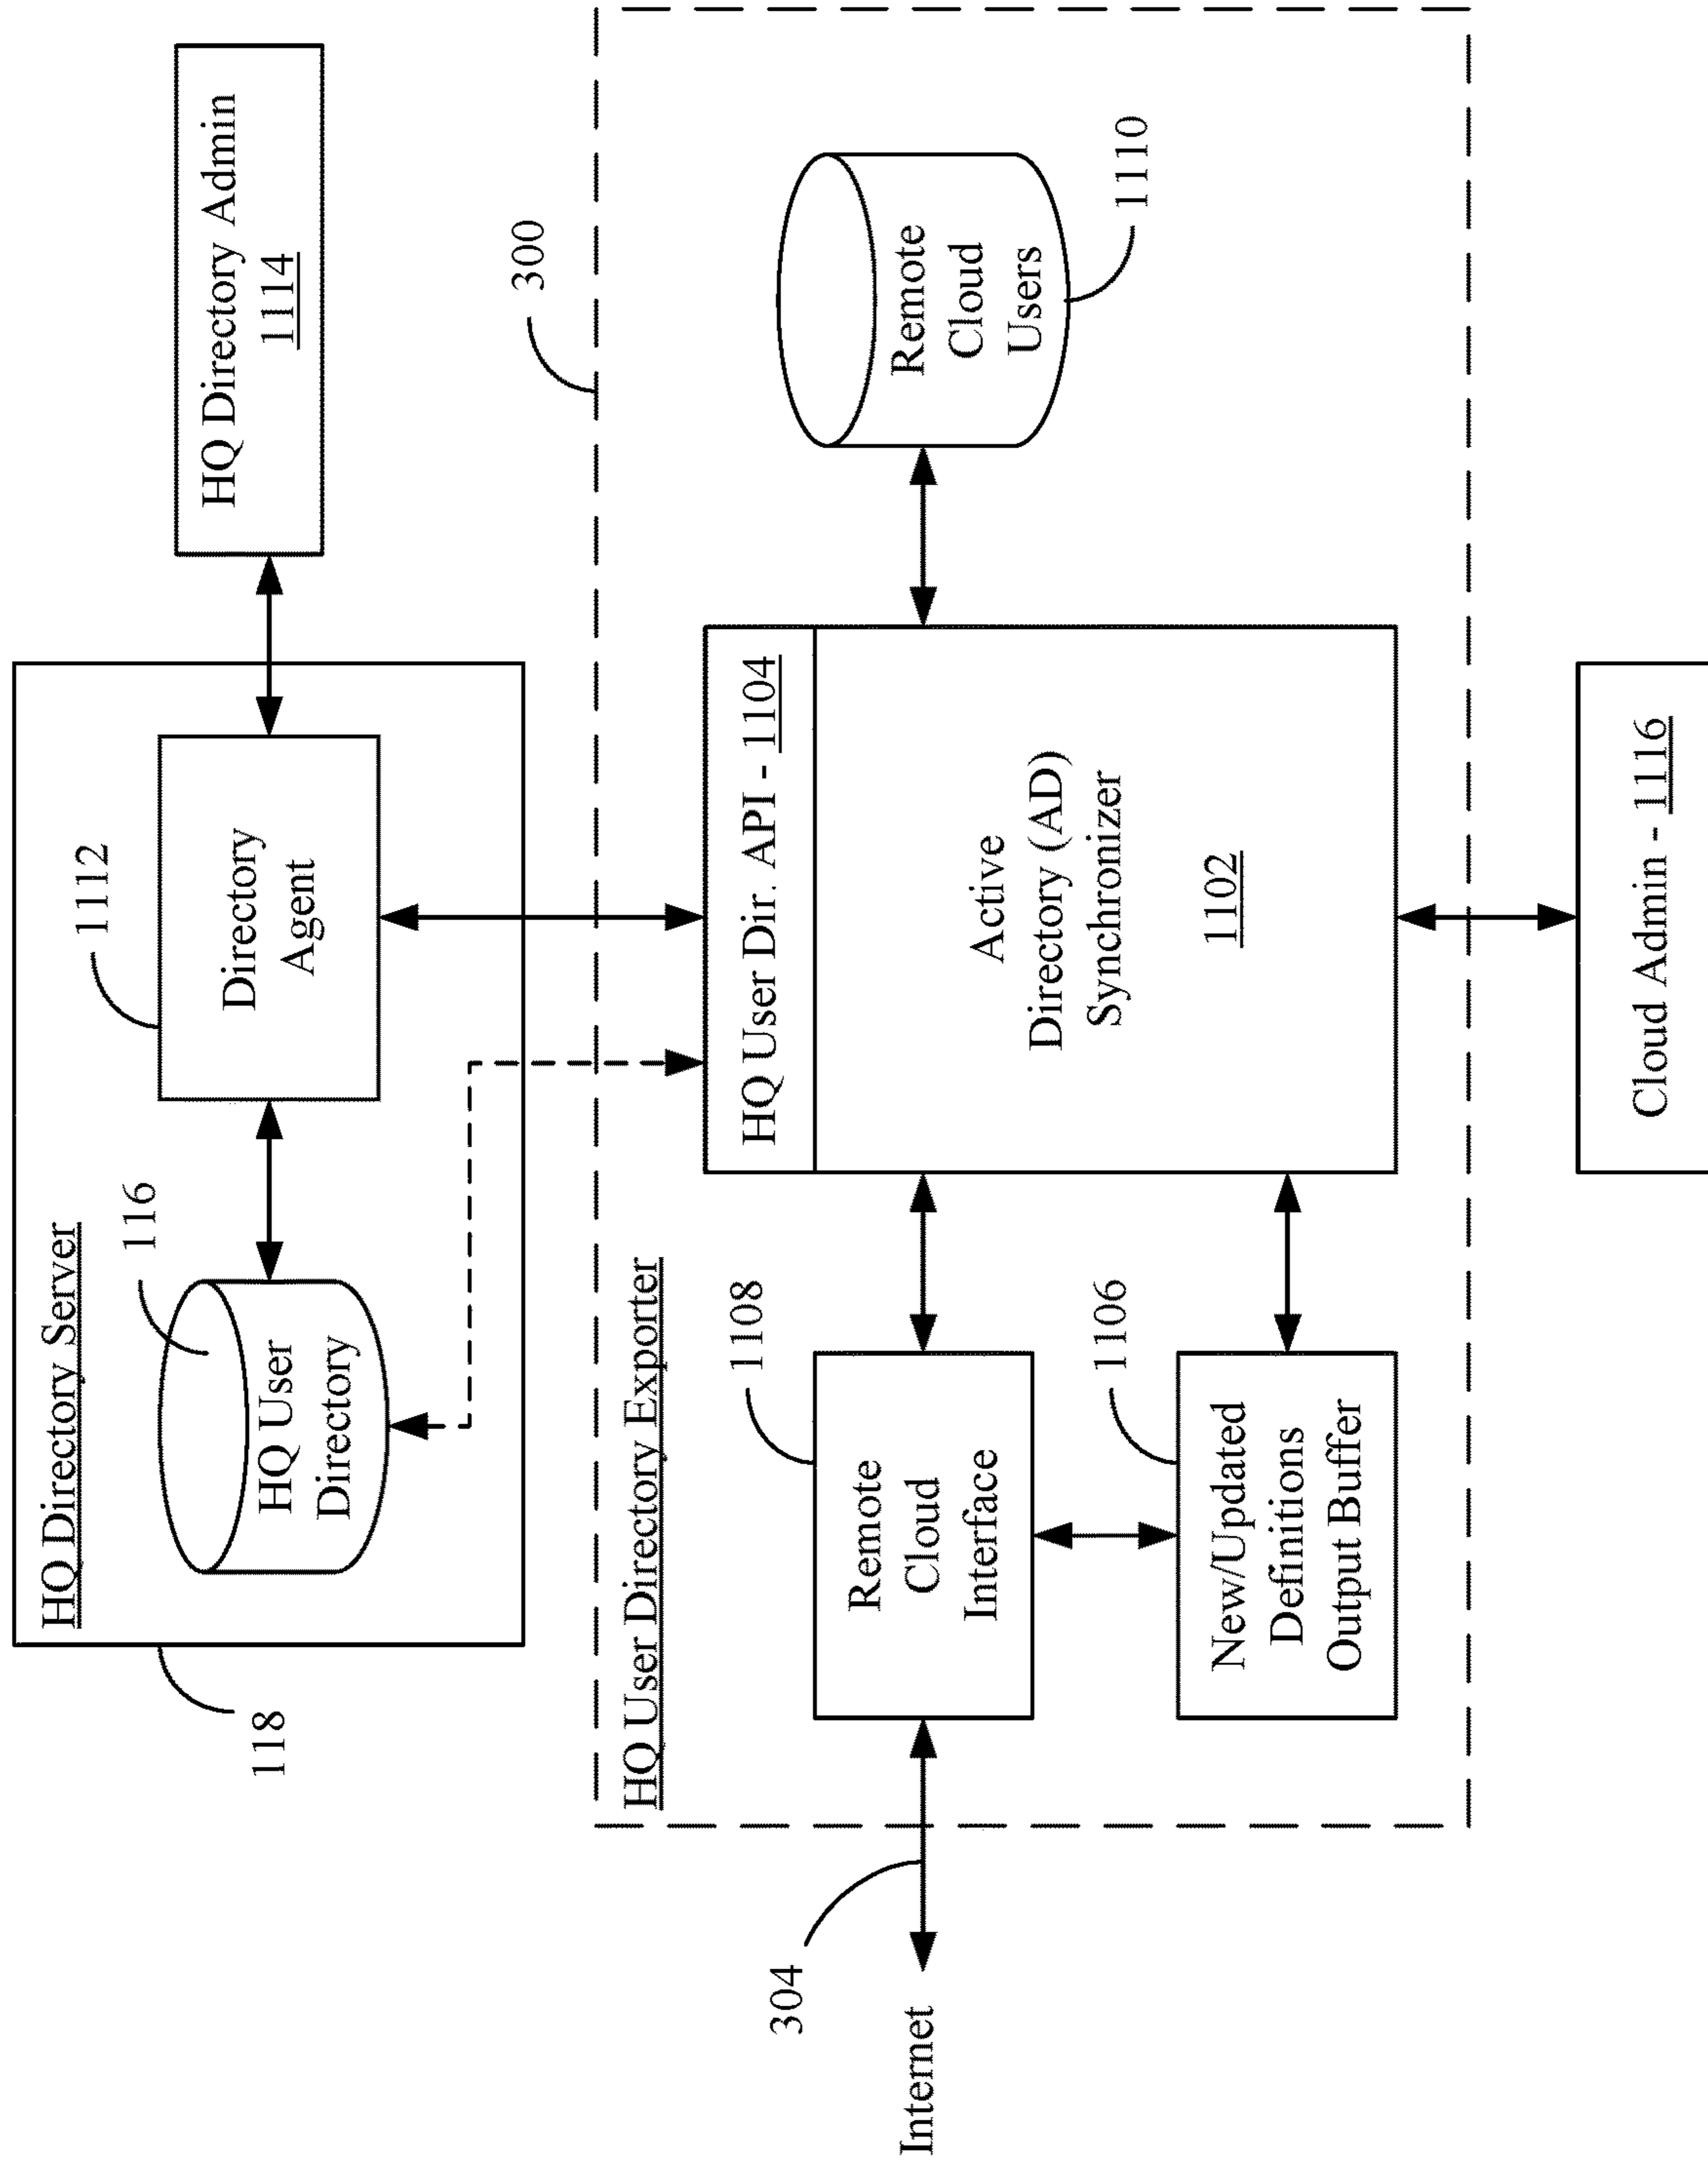 HQ Directory Server
118
116
HQ User
Directory
1112
Directory
Agent
HQ Directory Admin
1114
300
HQ User Directory Exporter
HQ User Dir. API - 1104
Active
Directory (AD)
Synchronizer
1102
1108
Remote
Cloud
Interface
1106
New/Updated
Definitions
Output Buffer
Remote
Cloud
Users
1110
304
Internet
Cloud Admin - 1116